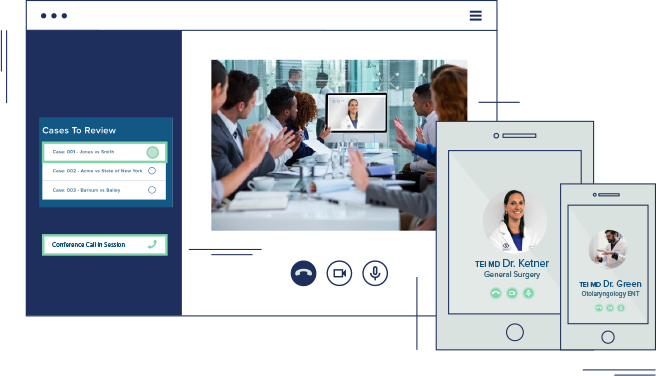 Cases To Review
Case: 001 - Jones vs Smith
Case: 002 - Acme vs State of New York
Case: 003 - Barnum vs Bailey
Conference Call In Session
TEI MD Dr. Ketner
General Surgery
TEI MD Dr. Green
Otolaryngology ENT